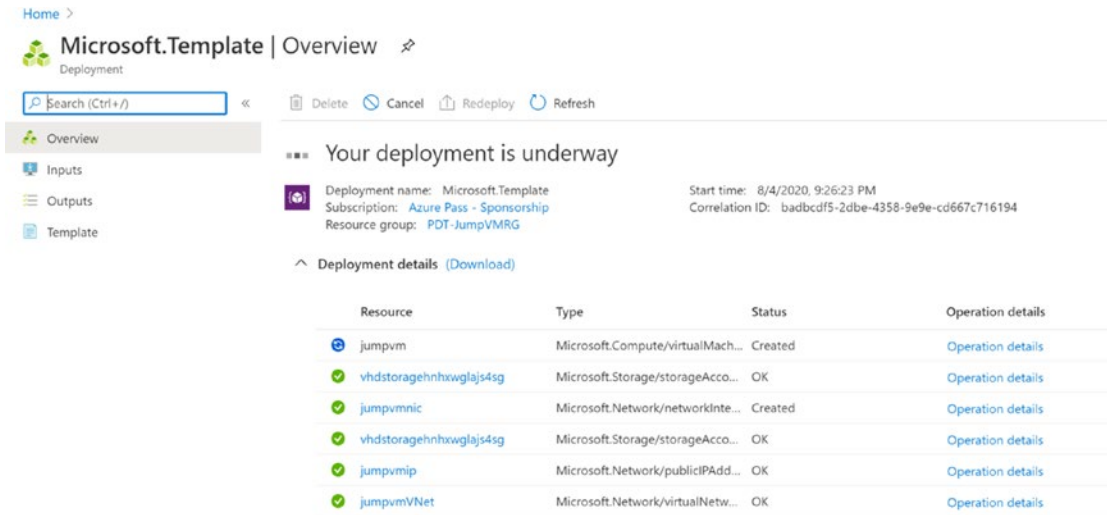 Home >
Microsoft.Template | Overview
Deployment
Search (Ctrl+/) «
Delete Cancel Redeploy Refresh
Overview
Inputs
Outputs
Template
Your deployment is underway
Deployment name: Microsoft.Template
Subscription: Azure Pass - Sponsorship
Resource group: PDT-JumpVMRG
Start time: 8/4/2020, 9:26:23 PM
Correlation ID: badbcdf5-2dbe-4358-9e9e-cd667c716194
Deployment details (Download)
Resource Type Status Operation details
jumpvm Microsoft.Compute/virtualMach... Created Operation details
vhdstoragehnhxwglajs4sg Microsoft.Storage/storageAcco... OK Operation details
jumpvmnic Microsoft.Network/networkInte... Created Operation details
vhdstoragehnhxwglajs4sg Microsoft.Storage/storageAcco... OK Operation details
jumpvmip Microsoft.Network/publicIPAdd... OK Operation details
jumpvmVNet Microsoft.Network/virtualNetw... OK Operation details